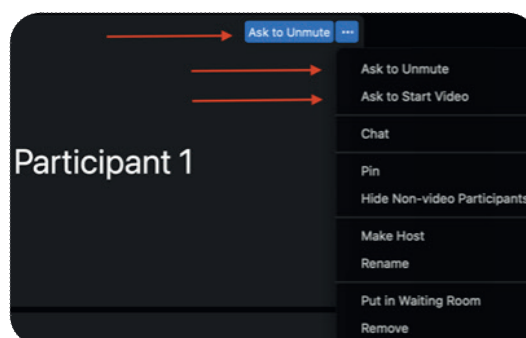 Ask to Unmute ...
Ask to Unmute
Ask to Start Video
Chat
Participant 1
Pin
Hide Non-video Participants
Make Host
Rename
Put in Waiting Room
Remove